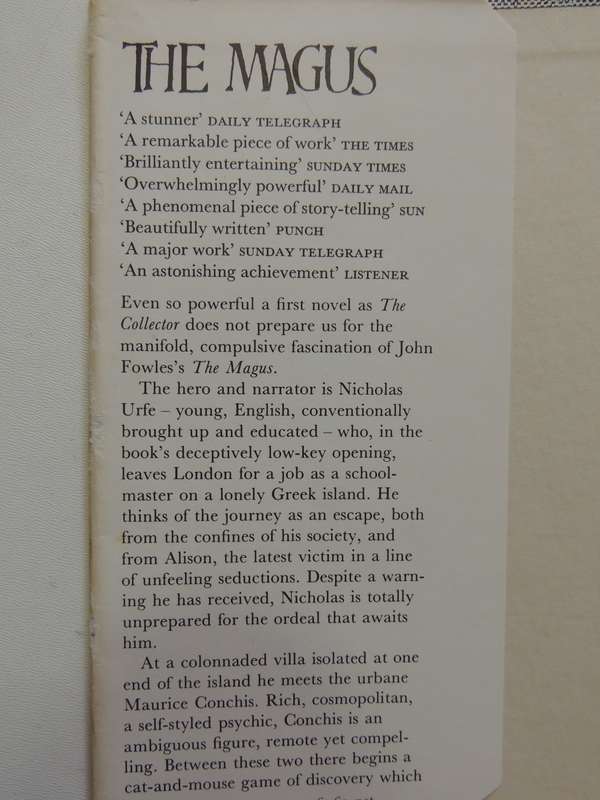 THE MAGUS
‘A stunner’ DAILY TELEGRAPH
‘A remarkable piece of work’ THE TIMES
‘Brilliantly entertaining’ SUNDAY TIMES
‘Overwhelmingly powerful’ DAILY MAIL
‘A phenomenal piece of story-telling’ SUN
‘Beautifully written’ PUNCH
‘A major work’ SUNDAY TELEGRAPH
‘An astonishing achievement’ LISTENER
Even so powerful a first novel as The
Collector does not prepare us for the
manifold, compulsive fascination of John
Fowles’s The Magus.
The hero and narrator is Nicholas
Urfe – young, English, conventionally
brought up and educated – who, in the
book’s deceptively low-key opening,
leaves London for a job as a school-
master on a lonely Greek island. He
thinks of the journey as an escape, both
from the confines of his society, and
from Alison, the latest victim in a line
of unfeeling seductions. Despite a warn-
ing he has received, Nicholas is totally
unprepared for the ordeal that awaits
him.
At a colonnaded villa isolated at one
end of the island he meets the urbane
Maurice Conchis. Rich, cosmopolitan,
a self-styled psychic, Conchis is an
ambiguous figure, remote yet compel-
ling. Between these two there begins a
cat-and-mouse game of discovery which